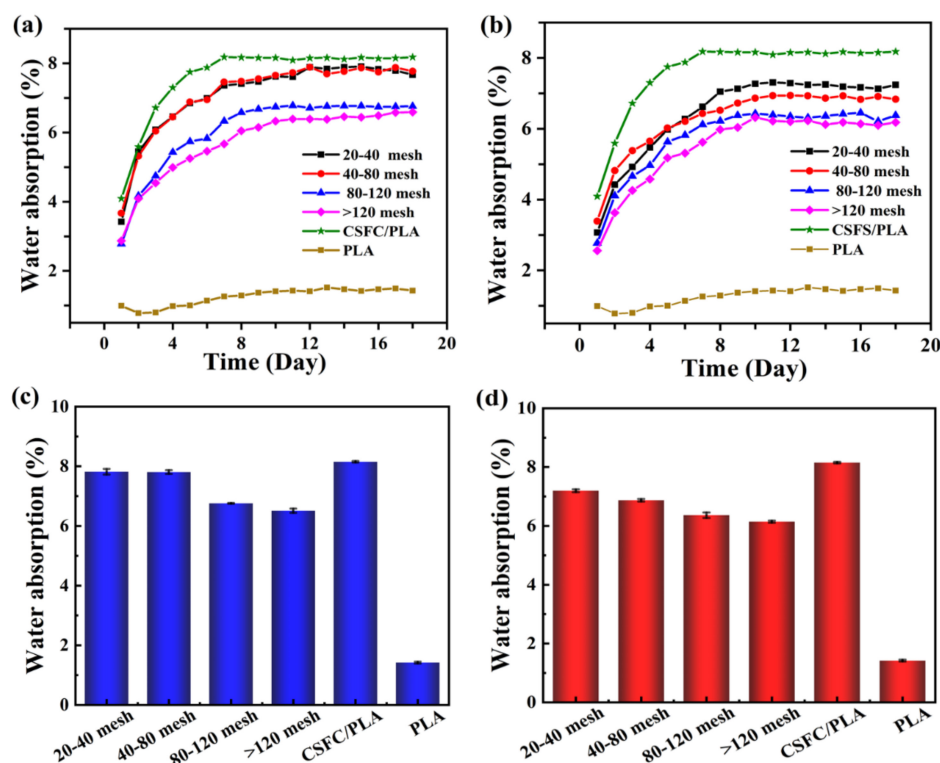 (a)
Water absorption (%)
8
6
4
2
0 4 8 12 16 20
Time (Day)
20-40 mesh
40-80 mesh
80-120 mesh
>120 mesh
CSFC/PLA
PLA
(b)
Water absorption (%)
8
6
4
2
0 4 8 12 16 20
Time (Day)
20-40 mesh
40-80 mesh
80-120 mesh
>120 mesh
CSFS/PLA
PLA
(c)
Water absorption (%)
10
8
6
4
2
0
20-40 mesh
40-80 mesh
80-120 mesh
>120 mesh
CSFC/PLA
PLA
(d)
Water absorption (%)
10
8
6
4
2
0
20-40 mesh
40-80 mesh
80-120 mesh
>120 mesh
CSFC/PLA
PLA